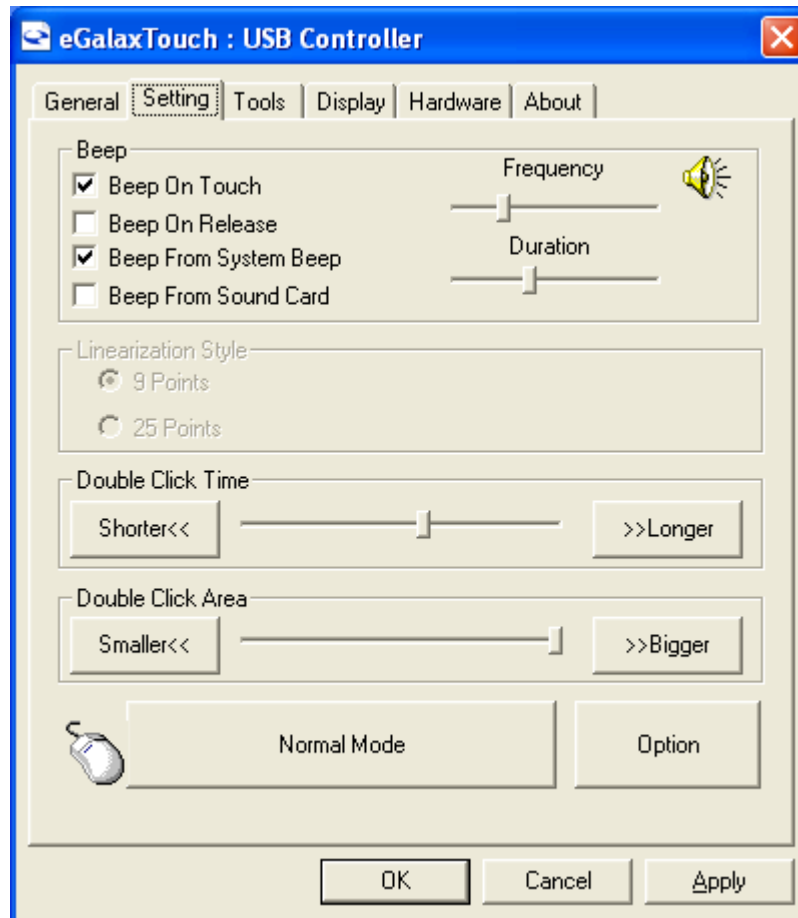 eGalaxTouch : USB Controller
General Setting Tools Display Hardware About
Beep
Beep On Touch
Beep On Release
Beep From System Beep
Beep From Sound Card
Frequency
Duration
Linearization Style
9 Points
25 Points
Double Click Time
Shorter<< >>Longer
Double Click Area
Smaller<< >>Bigger
Normal Mode Option
OK Cancel Apply